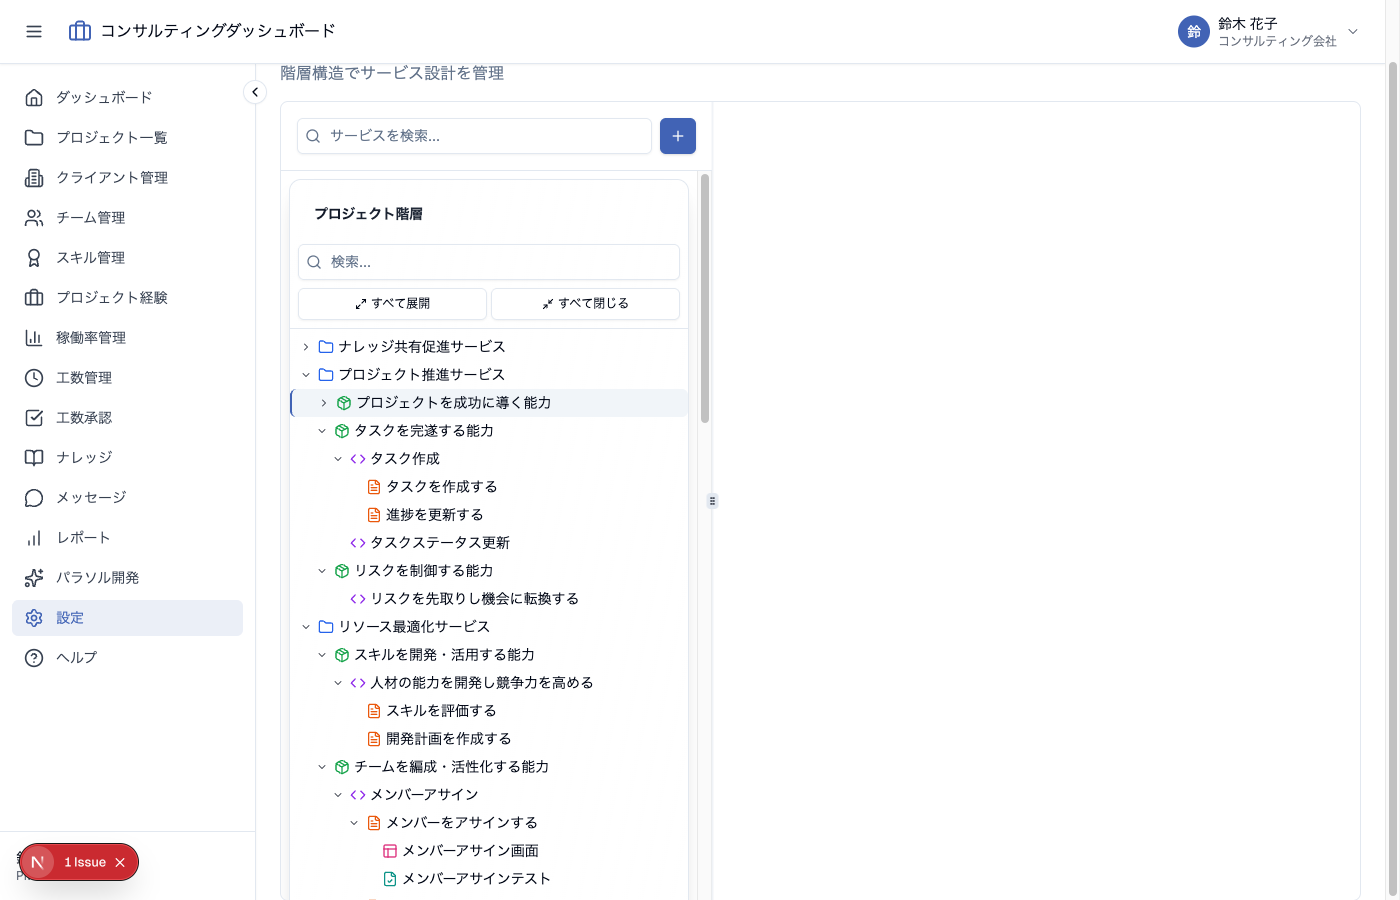 コンサルティングダッシュボード
鈴
鈴木 花子
コンサルティング会社
ダッシュボード
プロジェクト一覧
クライアント管理
チーム管理
スキル管理
プロジェクト経験
稼働率管理
工数管理
工数承認
ナレッジ
メッセージ
レポート
パラソル開発
設定
ヘルプ
N
1 Issue
階層構造でサービス設計を管理
サービスを検索...
プロジェクト階層
検索...
すべて展開
すべて閉じる
ナレッジ共有促進サービス
プロジェクト推進サービス
プロジェクトを成功に導く能力
タスクを完遂する能力
タスク作成
タスクを作成する
進捗を更新する
タスクステータス更新
リスクを制御する能力
リスクを先取りし機会に転換する
リソース最適化サービス
スキルを開発・活用する能力
人材の能力を開発し競争力を高める
スキルを評価する
開発計画を作成する
チームを編成・活性化する能力
メンバーアサイン
メンバーをアサインする
メンバーアサイン画面
メンバーアサインテスト